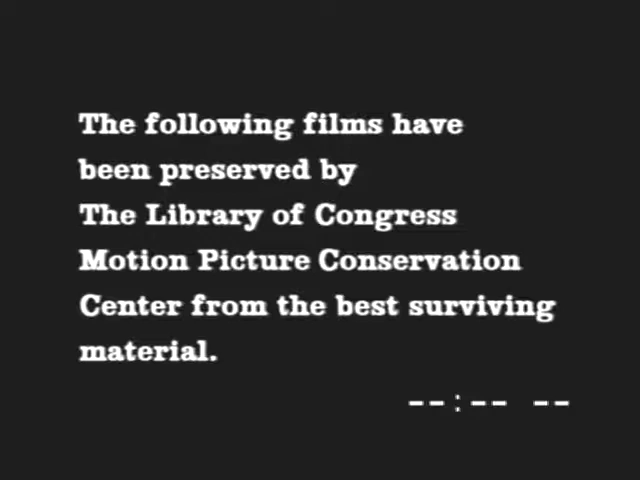 The following films have
been preserved by
The Library of Congress
Motion Picture Conservation
Center from the best surviving
material.
--:-- --